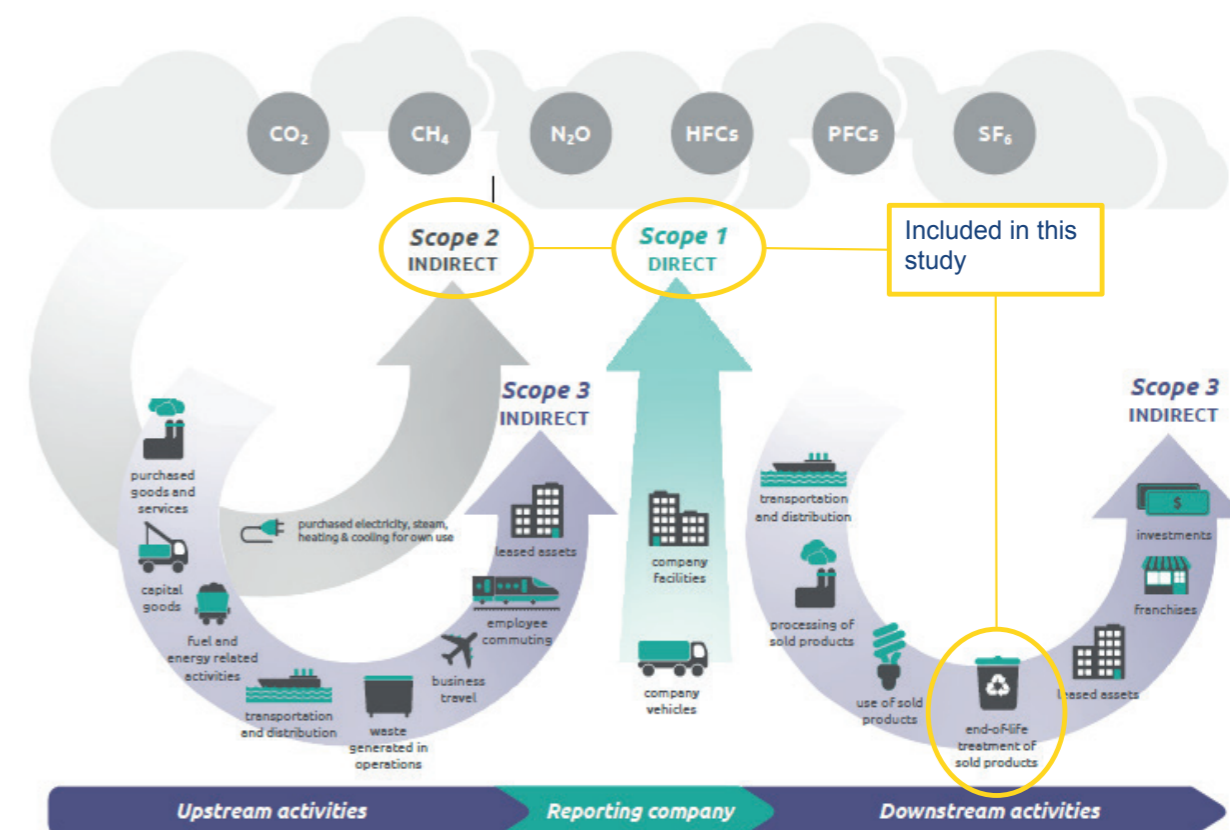 CO₂
CH₄
N₂O
HFCs
PFCs
SF₆
Scope 2
INDIRECT
Scope 1
DIRECT
Included in this
study
Scope 3
INDIRECT
Scope 3
INDIRECT
purchased
goods and
services
capital
goods
fuel and
energy related
activities
purchased electricity, steam,
heating & cooling for own use
transportation
and distribution
waste
generated in
operations
business
travel
employee
commuting
leased assets
company
facilities
company
vehicles
transportation
and distribution
processing of
sold products
use of sold
products
end-of-life
treatment of
sold products
leased assets
franchises
$
investments
Upstream activities
Reporting company
Downstream activities